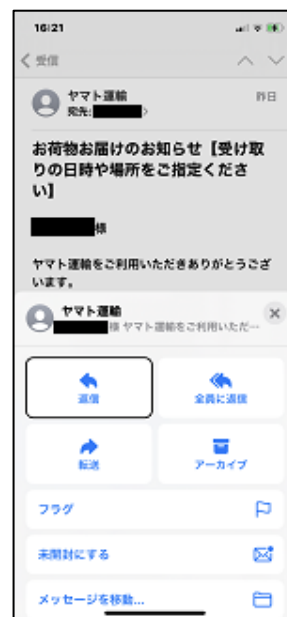 16:21
受信
ヤマト運輸
昨日
宛先:
お荷物お届けのお知らせ【受け取
りの日時や場所をご指定くださ
い】
様
ヤマト運輸をご利用いただきありがとうござ
います。
ヤマト運輸
様 ヤマト運輸をご利用いただ…
返信
全員に返信
転送
アーカイブ
フラグ
未開封にする
メッセージを移動...